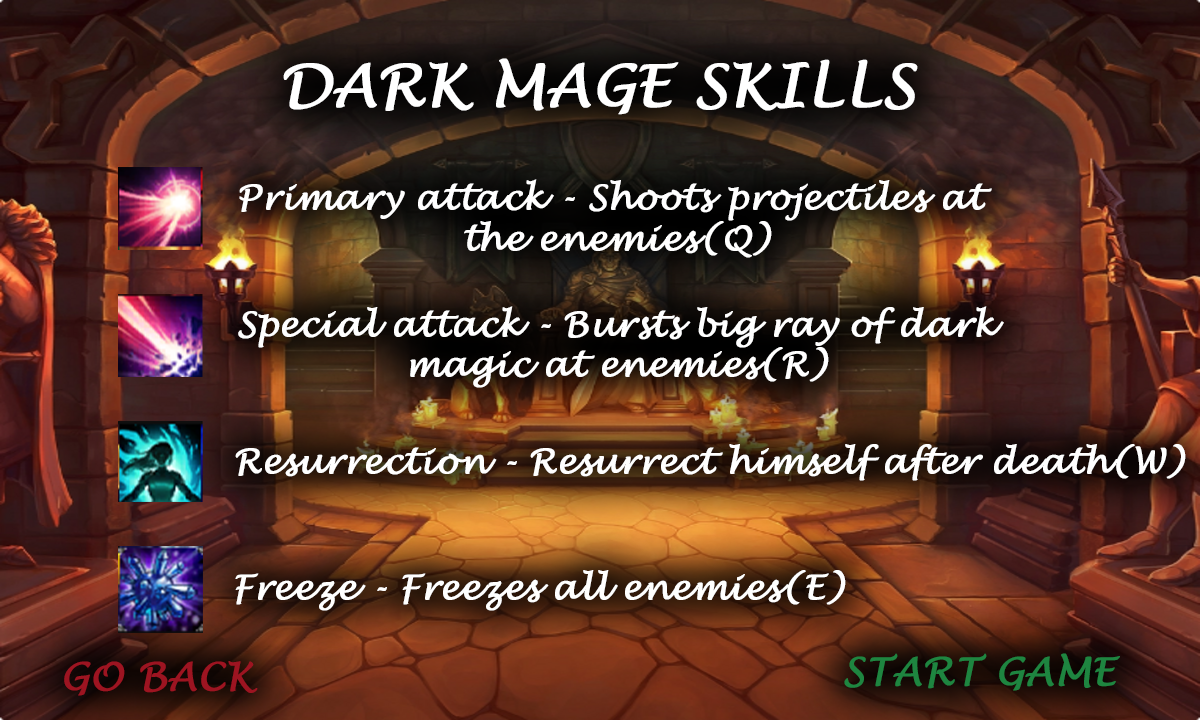 DARK MAGE SKILLS
Primary attack - Shoots projectiles at
the enemies(Q)
Special attack - Bursts big ray of dark
magic at enemies(R)
Resurrection - Resurrect himself after death(W)
Freeze - Freezes all enemies(E)
GO BACK
START GAME